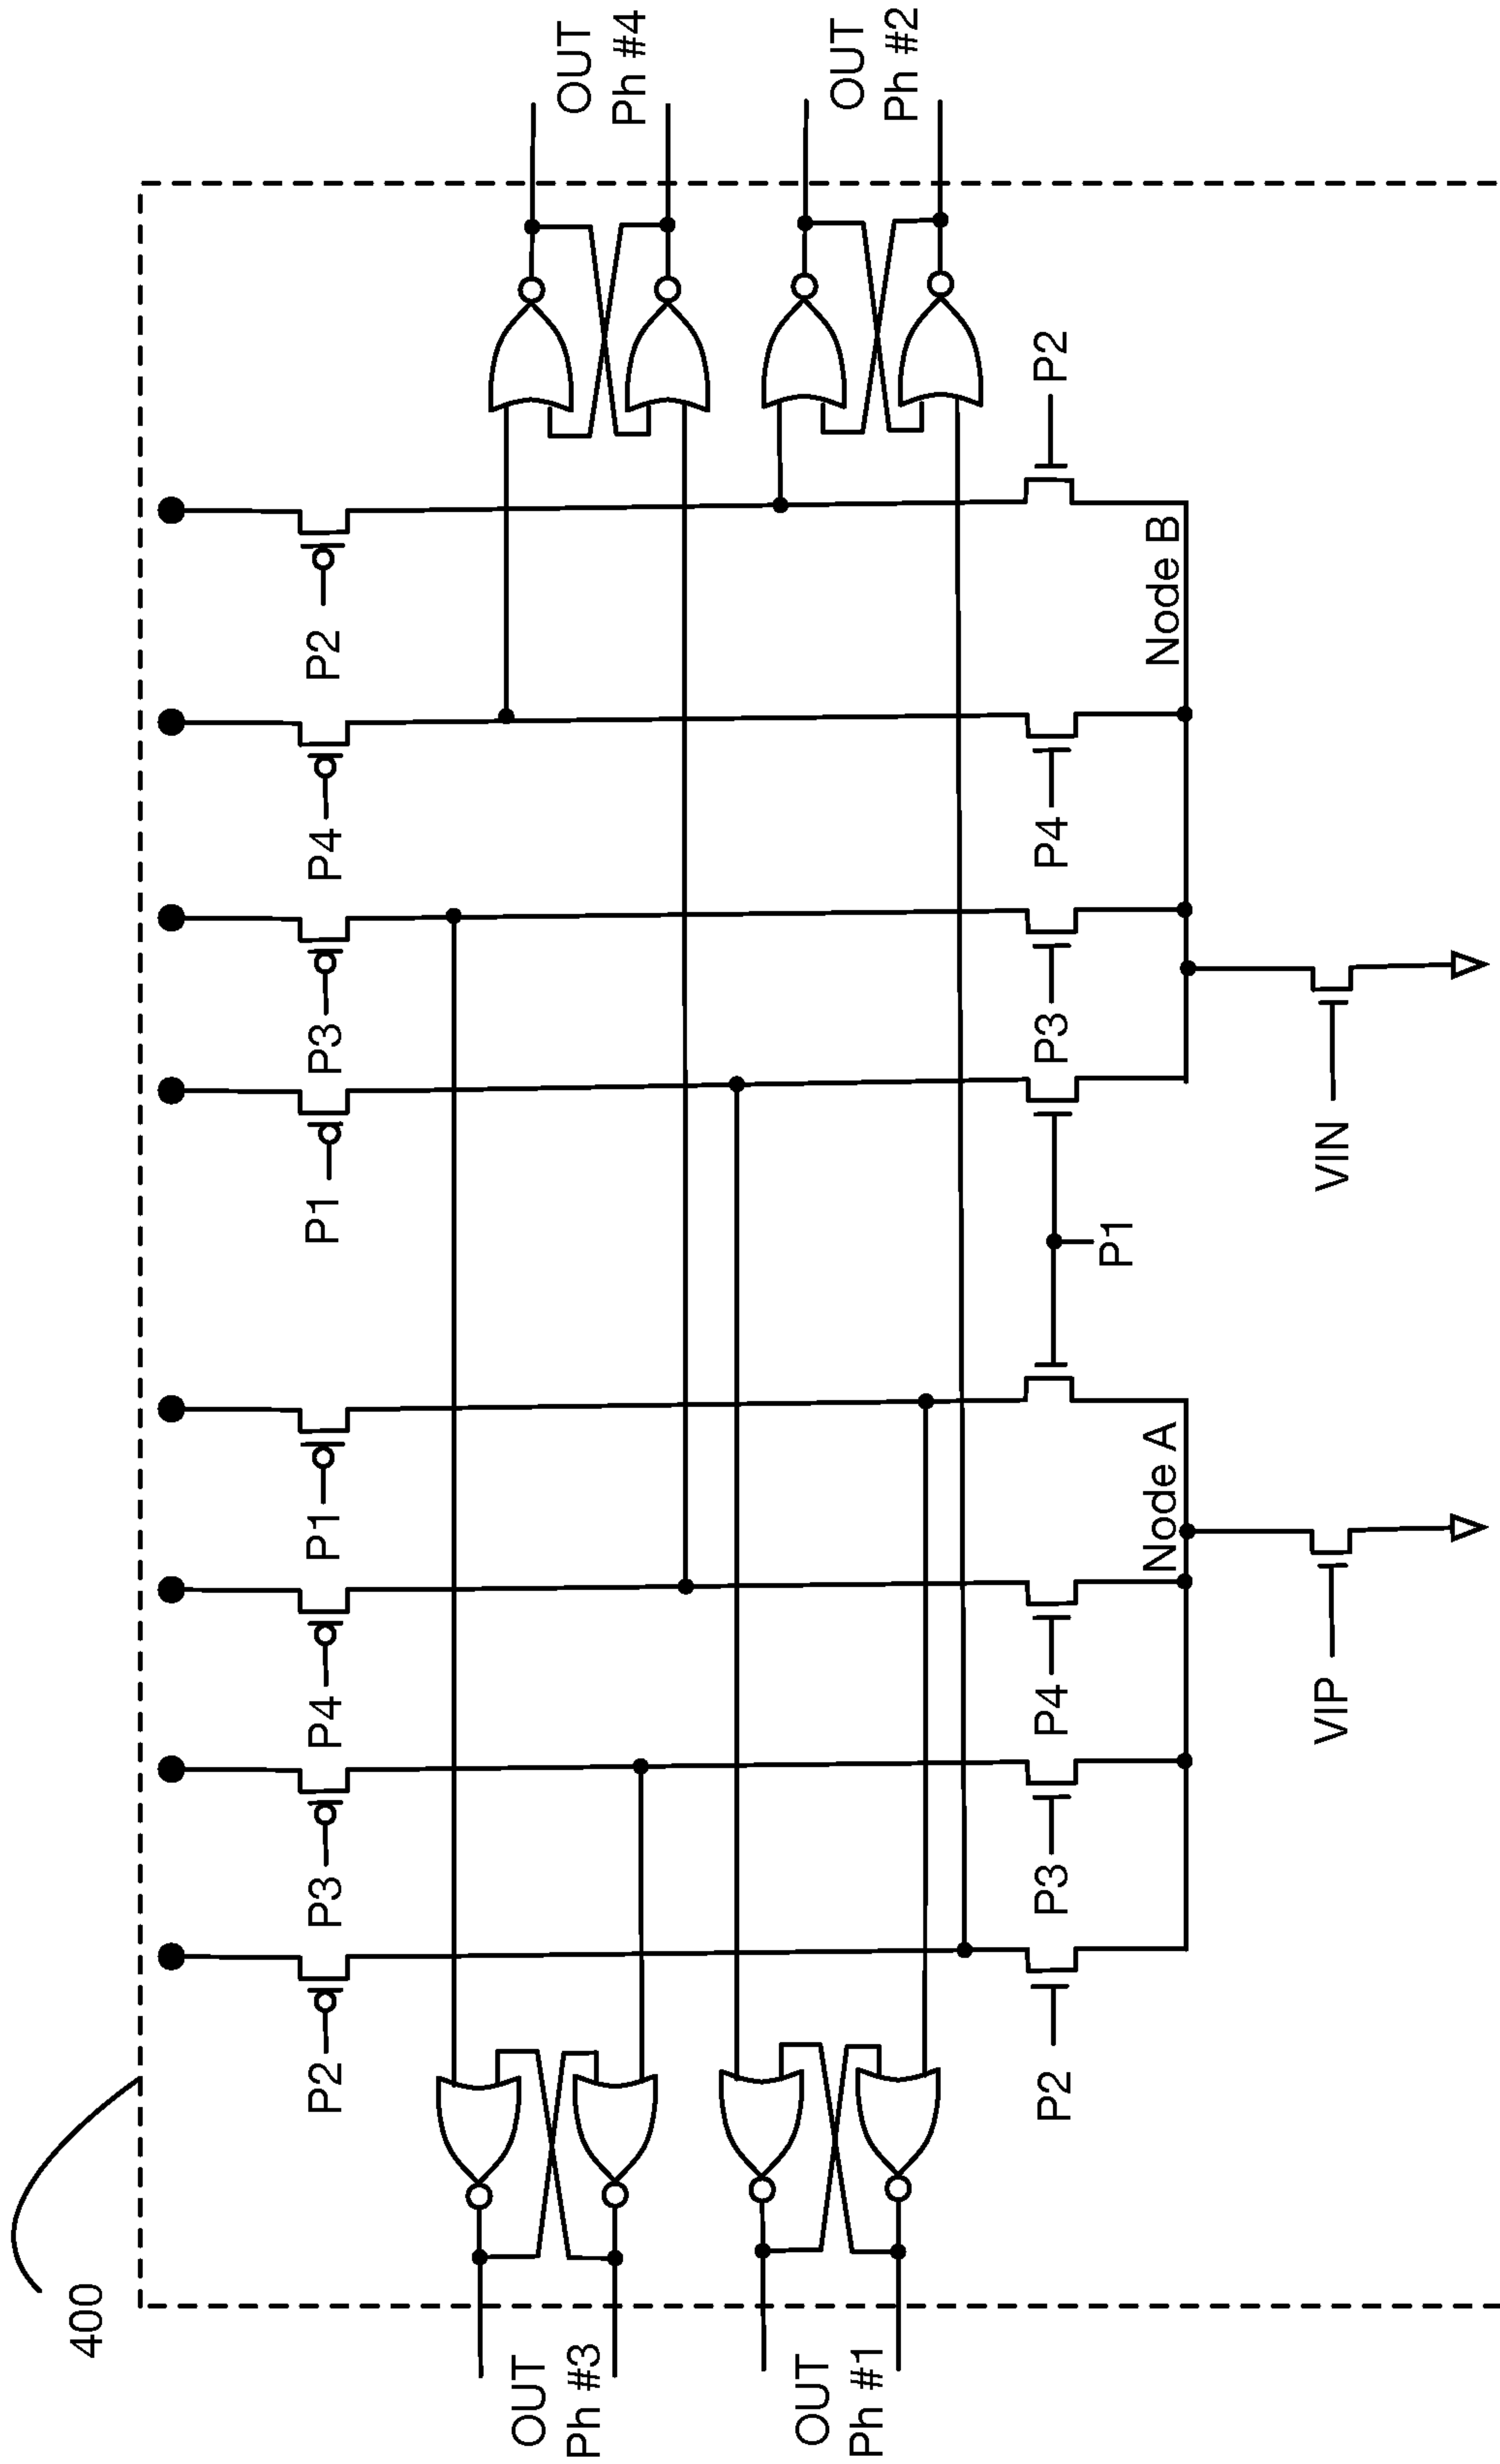 400
P2
P3
P4
P1
P1
P3
P4
P2
OUT
Ph #3
OUT
Ph #4
OUT
Ph #1
OUT
Ph #2
P2
P3
P4
P1
P3
P4
P2
Node A
Node B
VIP
VIN